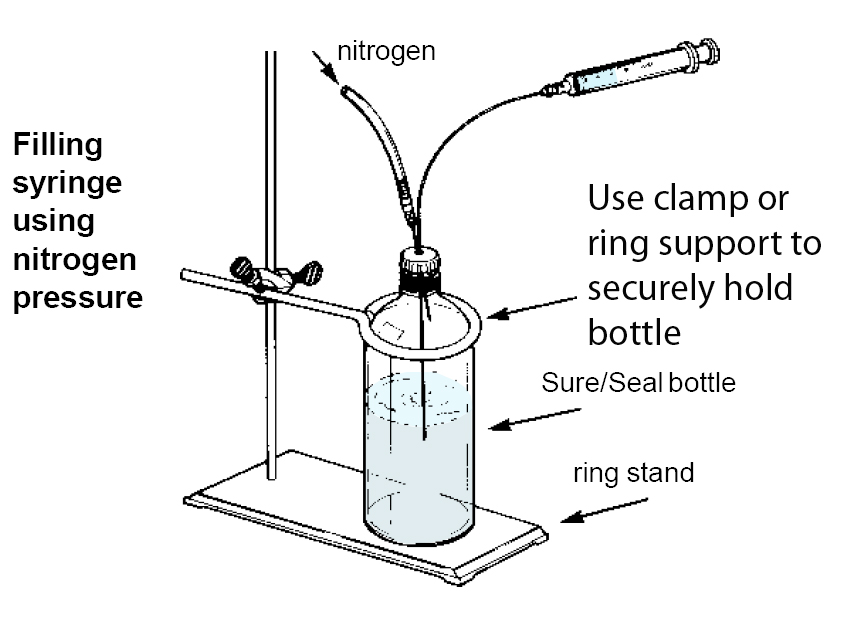 nitrogen
Filling
syringe
using
nitrogen
pressure
Use clamp or
ring support to
securely hold
bottle
Sure/Seal bottle
ring stand